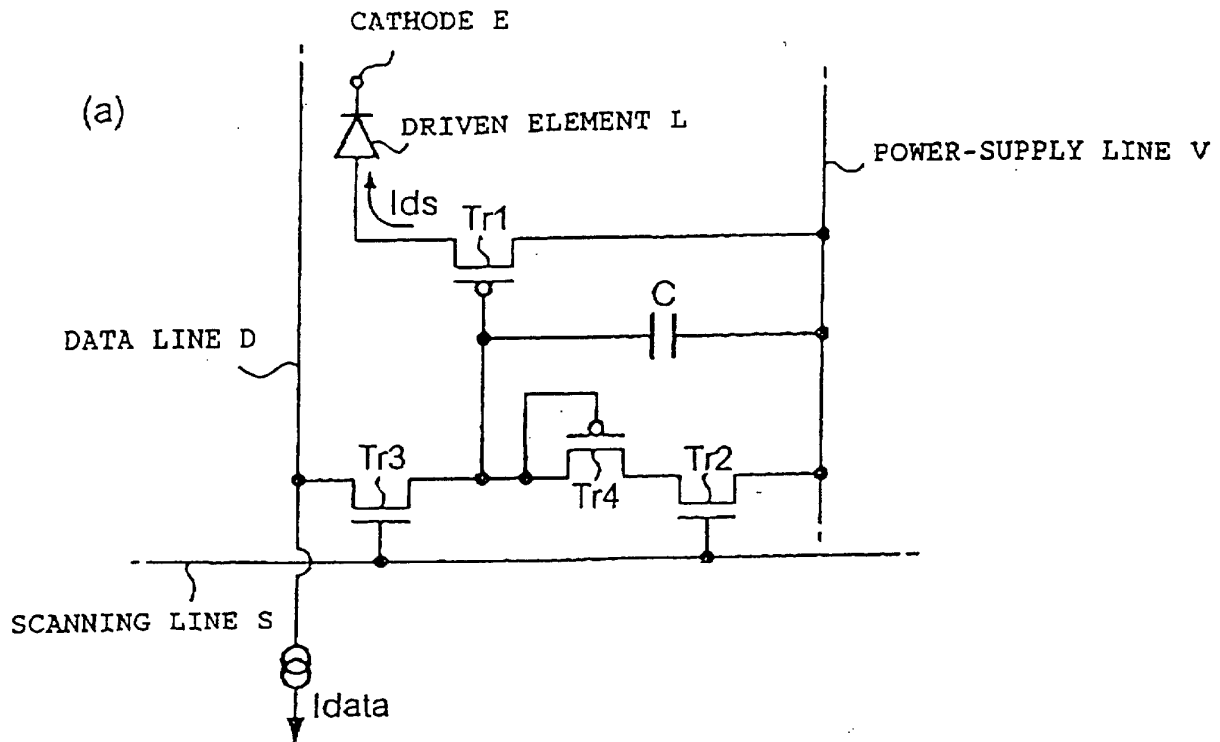 CATHODE E
(a)
DRIVEN ELEMENT L
POWER-SUPPLY LINE V
Ids
Tr1
C
DATA LINE D
Tr3
Tr4
Tr2
SCANNING LINE S
Idata